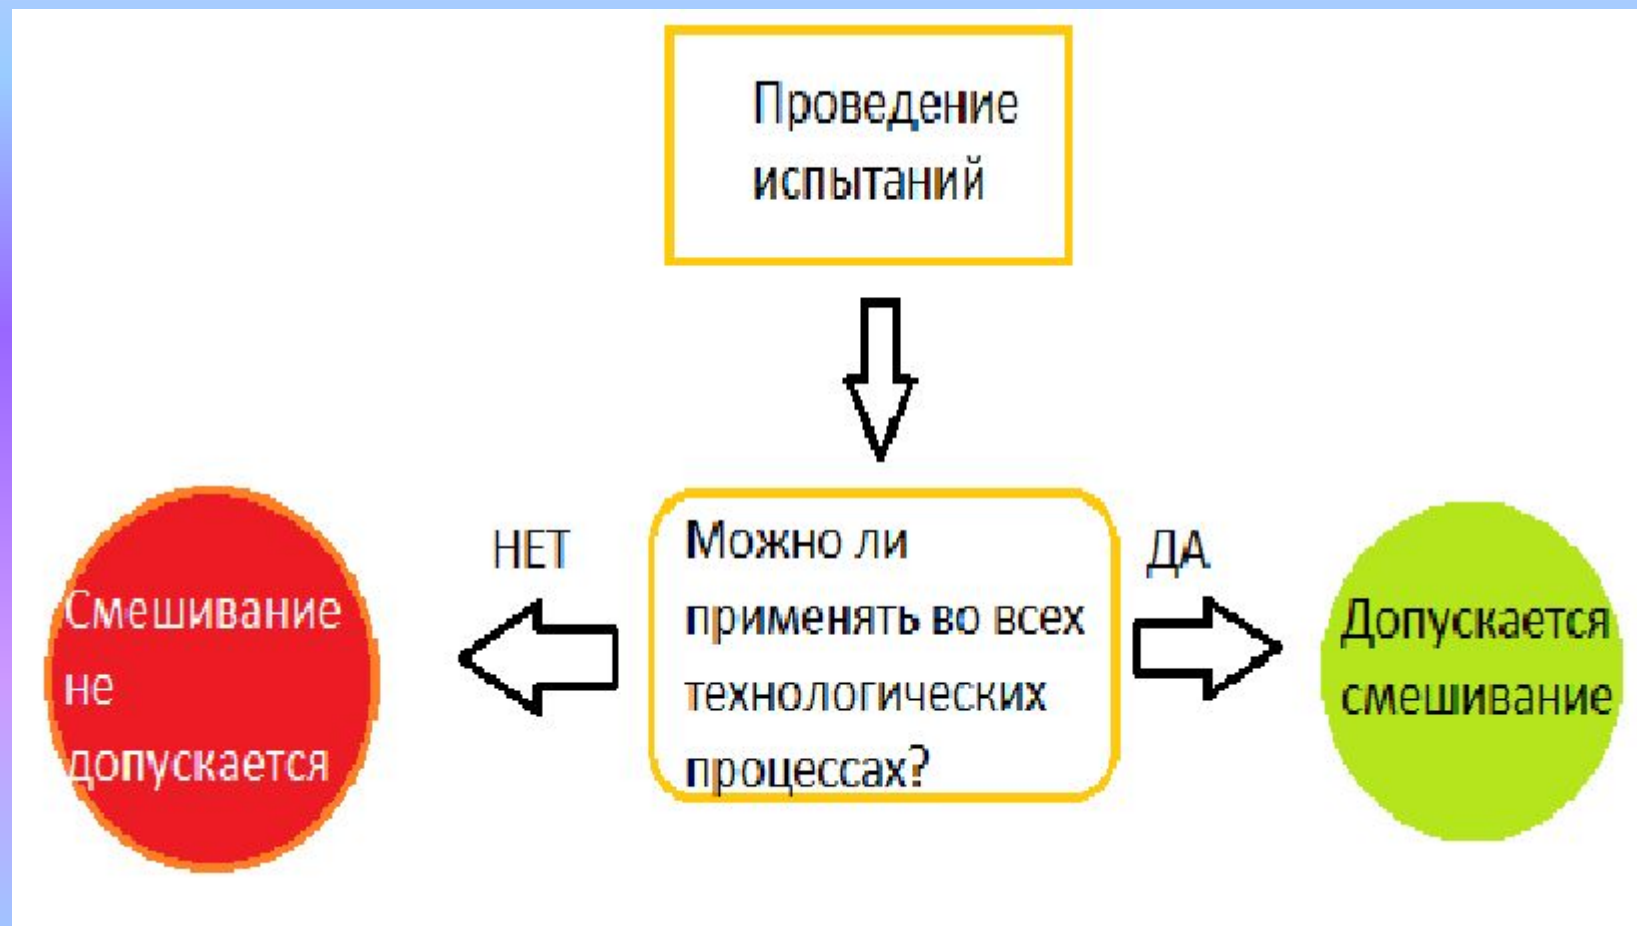 Проведение
испытаний
НЕТ
Можно ли
применять во всех
технологических
процессах?
ДА
Смешивание
не
допускается
Допускается
смешивание